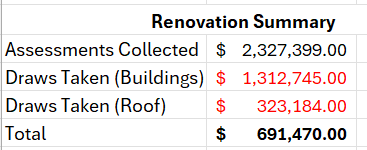 Renovation Summary
Assessments Collected $ 2,327,399.00
Draws Taken (Buildings) $ 1,312,745.00
Draws Taken (Roof) $ 323,184.00
Total $ 691,470.00